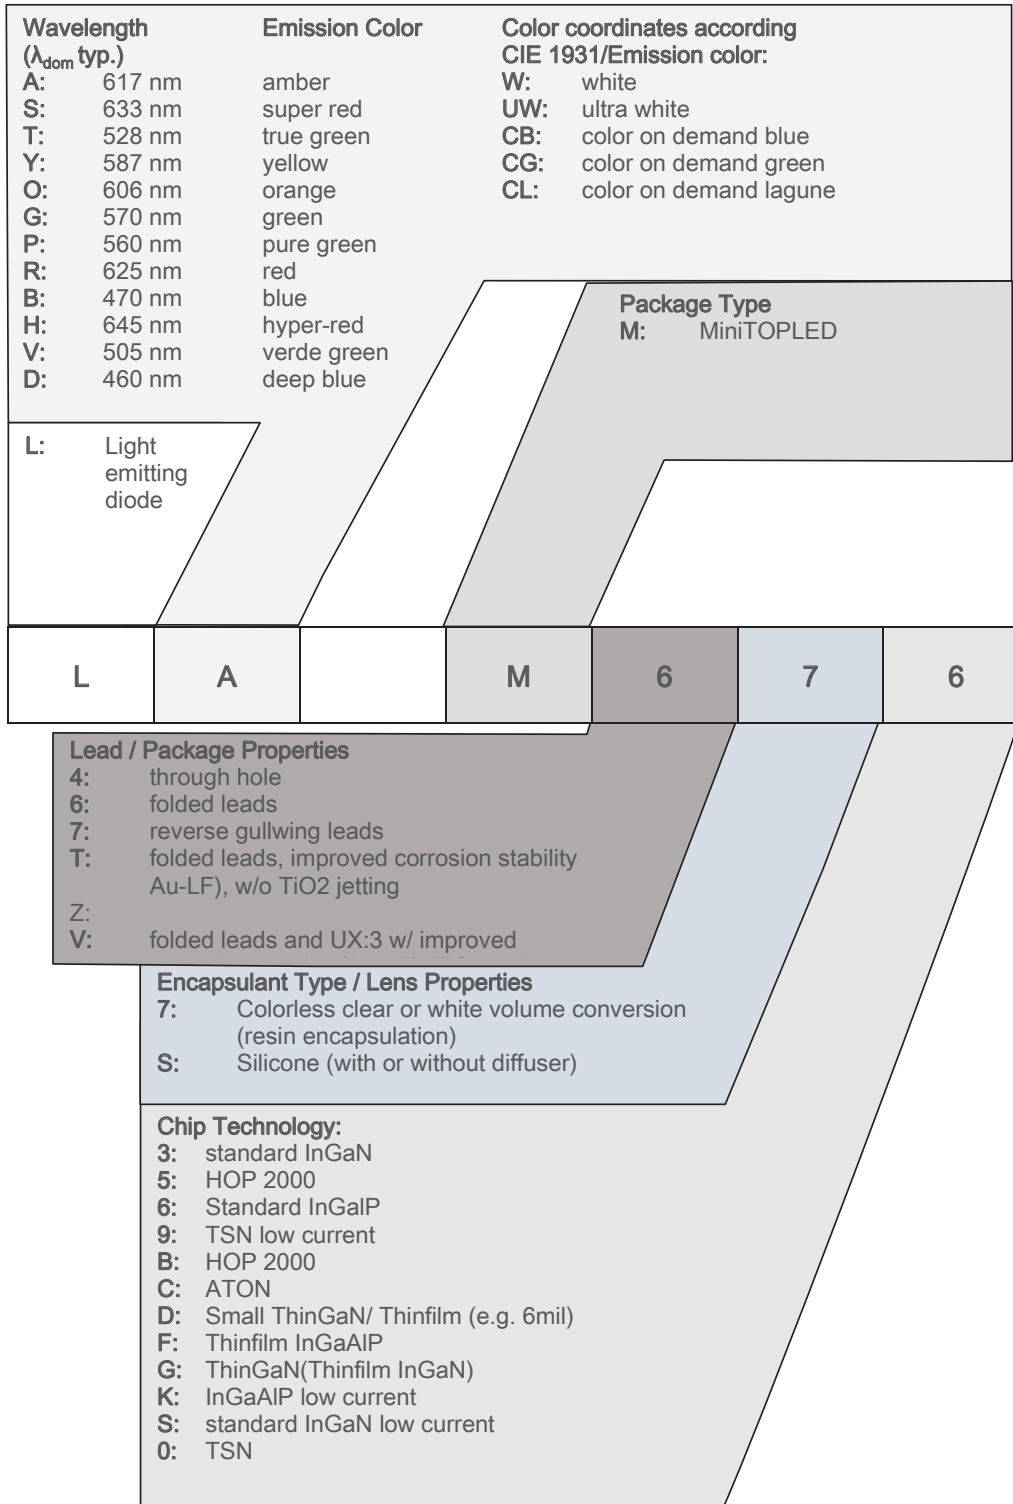 Wavelength Emission Color Color coordinates according
(λdom typ.) CIE 1931/Emission color:
A: 617 nm amber W: white
S: 633 nm super red UW: ultra white
T: 528 nm true green CB: color on demand blue
Y: 587 nm yellow CG: color on demand green
O: 606 nm orange CL: color on demand lagune
G: 570 nm green
P: 560 nm pure green
R: 625 nm red
B: 470 nm blue
H: 645 nm hyper-red
V: 505 nm verde green
D: 460 nm deep blue
Package Type
M: MiniTOPLED
L: Light
emitting
diode
L A M 6 7 6
Lead / Package Properties
4: through hole
6: folded leads
7: reverse gullwing leads
T: folded leads, improved corrosion stability
Au-LF), w/o TiO2 jetting
Z:
V: folded leads and UX:3 w/ improved
Encapsulant Type / Lens Properties
7: Colorless clear or white volume conversion
(resin encapsulation)
S: Silicone (with or without diffuser)
Chip Technology:
3: standard InGaN
5: HOP 2000
6: Standard InGalP
9: TSN low current
B: HOP 2000
C: ATON
D: Small ThinGaN/ Thinfilm (e.g. 6mil)
F: Thinfilm InGaAlP
G: ThinGaN(Thinfilm InGaN)
K: InGaAlP low current
S: standard InGaN low current
0: TSN